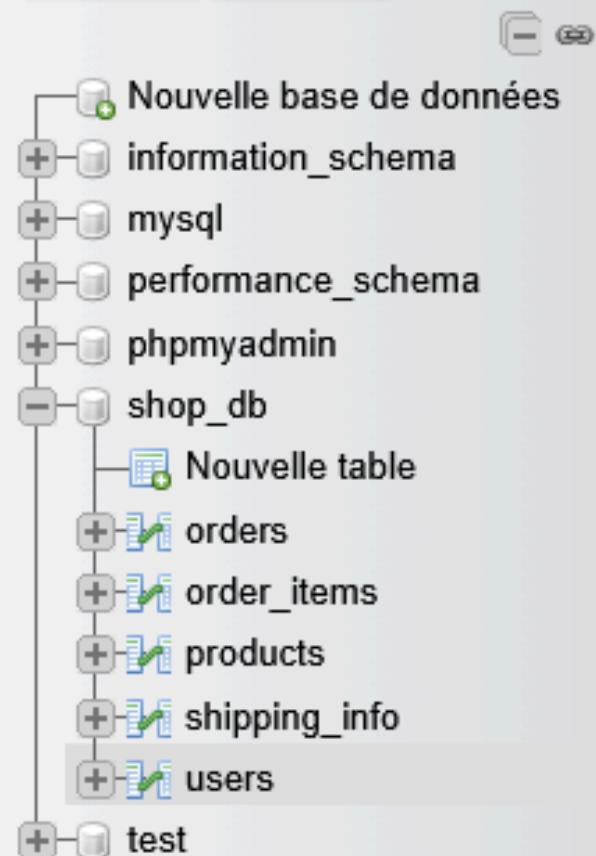 Nouvelle base de données
information_schema
mysql
performance_schema
phpmyadmin
shop_db
Nouvelle table
orders
order_items
products
shipping_info
users
test